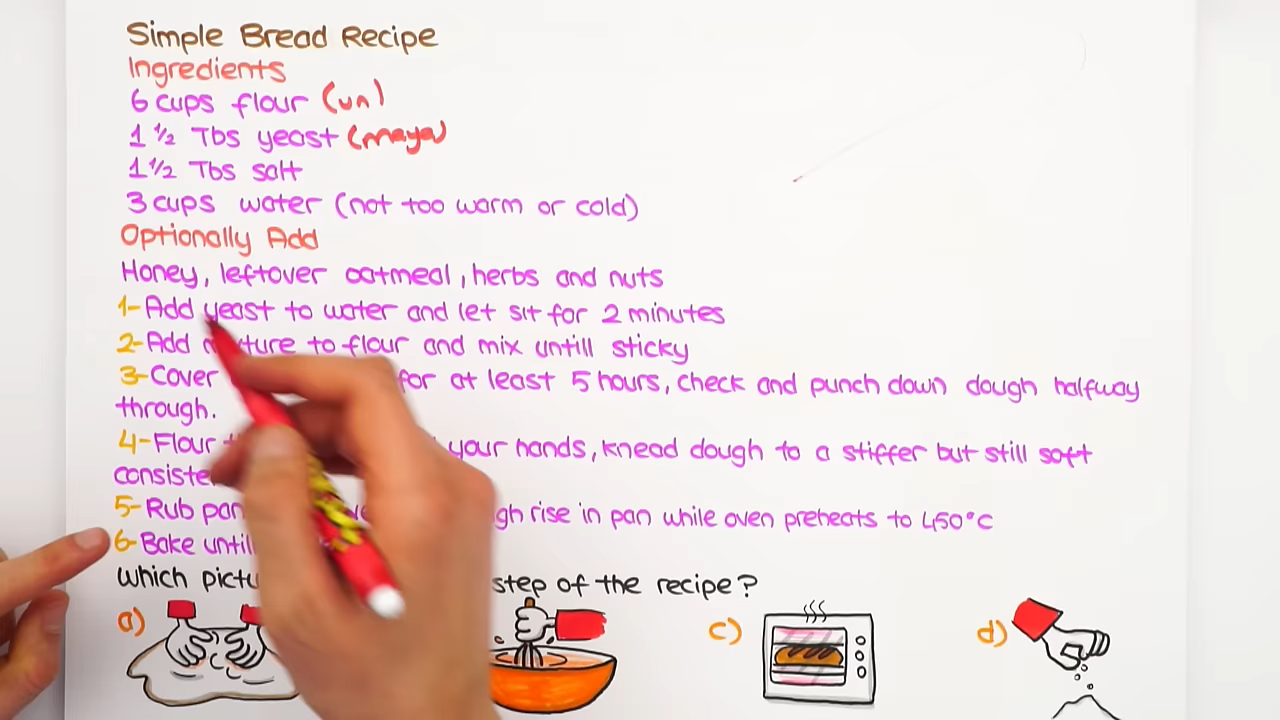 Simple Bread Recipe
Ingredients
6 cups flour (un)
1 1/2 Tbs yeast (maya)
1 1/2 Tbs salt
3 cups water (not too warm or cold)
Optionally Add
Honey, leftover oatmeal, herbs and nuts
1- Add yeast to water and let sit for 2 minutes
2- Add mixture to flour and mix untill sticky
3- Cover for at least 5 hours, check and punch down dough halfway
through.
4- Flour your hands, knead dough to a stiffer but still soft
5- Rub rise in pan while oven preheats to 450°C
6- Bake until
Which step of the recipe?
a) c) d)